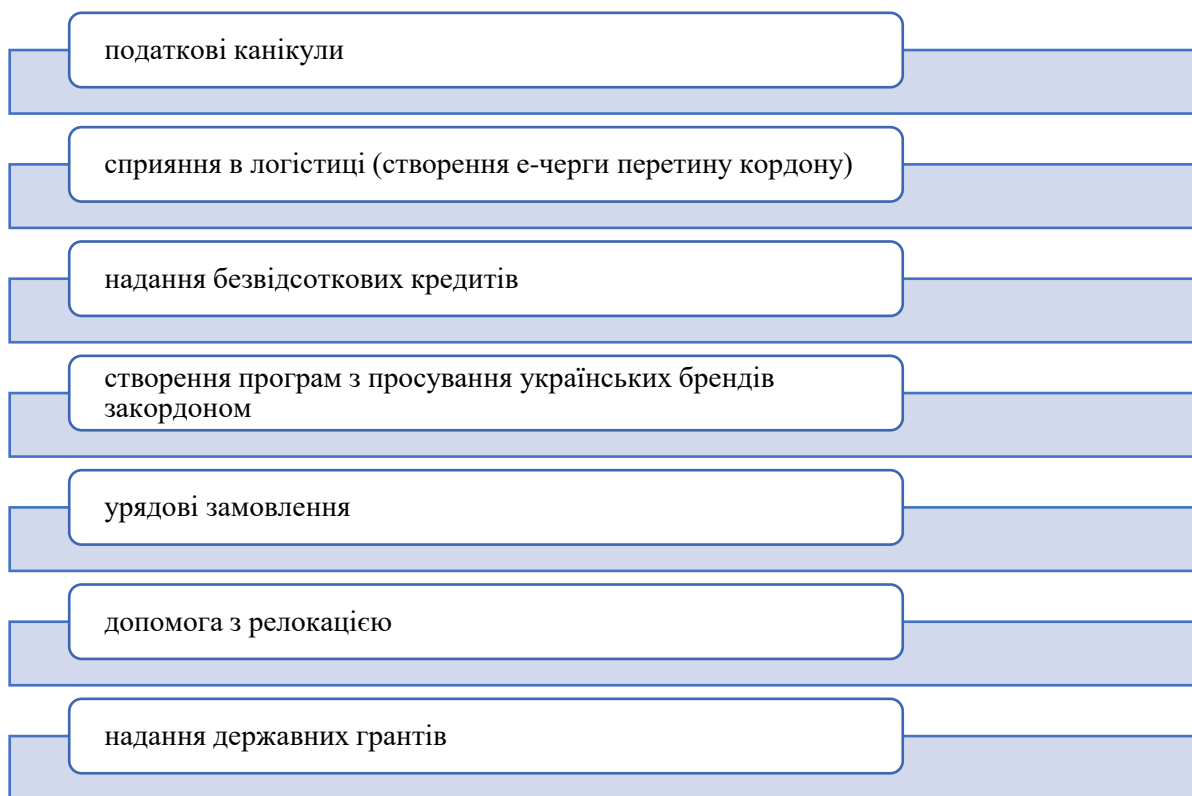 податкові канікули
сприяння в логістиці (створення е-черги перетину кордону)
надання безвідсоткових кредитів
створення програм з просування українських брендів
закордоном
урядові замовлення
допомога з релокацією
надання державних грантів